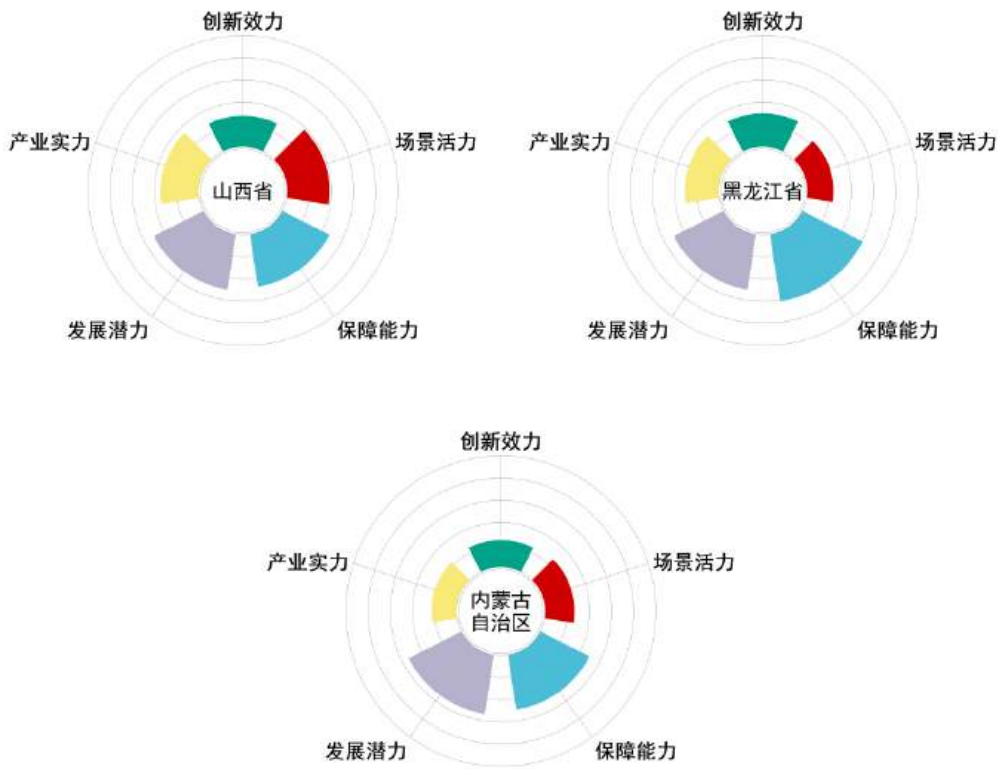 创新效力
产业实力
场景活力
山西省
发展潜力
保障能力
创新效力
产业实力
场景活力
黑龙江省
发展潜力
保障能力
创新效力
产业实力
场景活力
内蒙古
自治区
发展潜力
保障能力